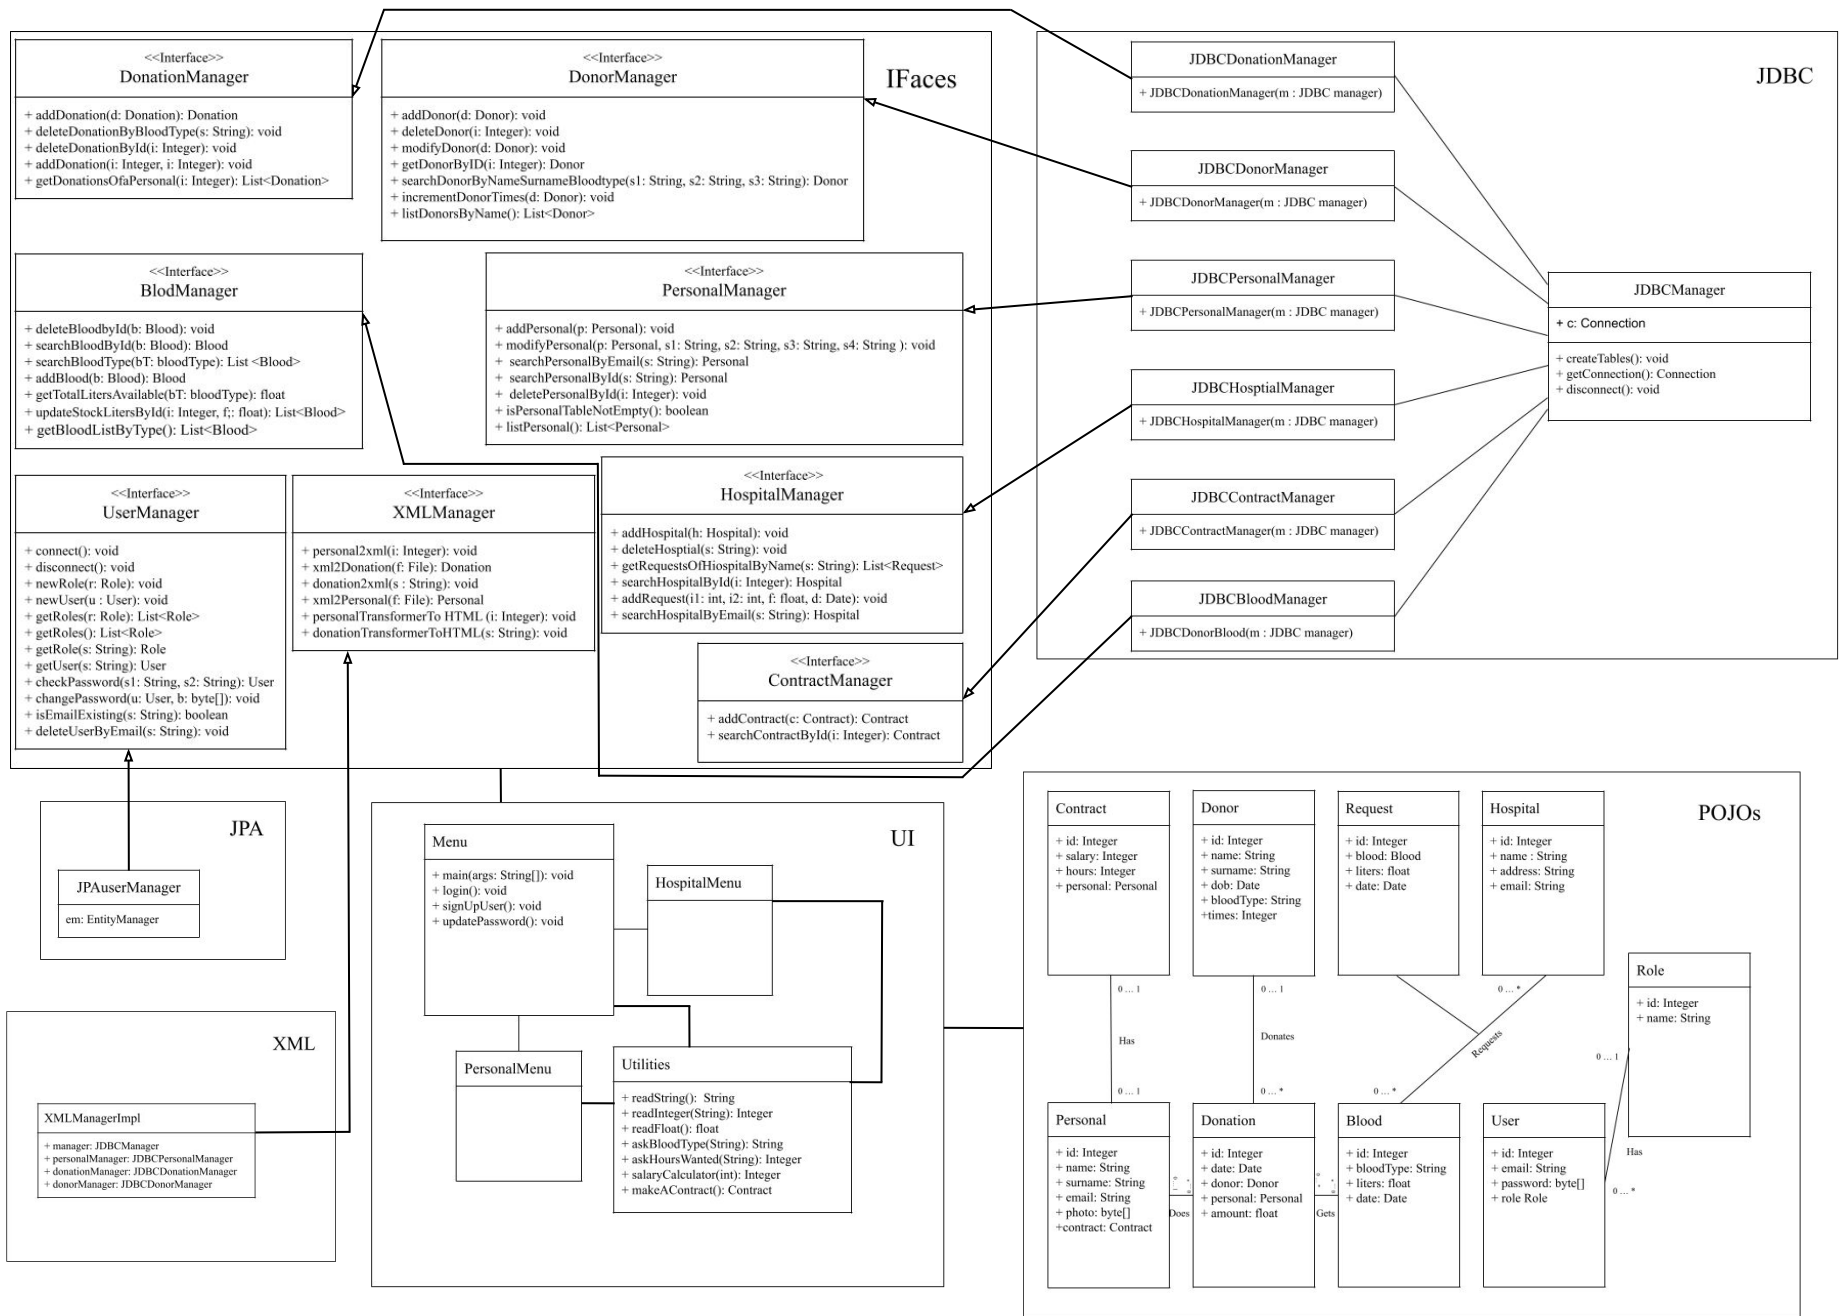 <<Interface>>
DonationManager
+ addDonation(d: Donation): Donation
+ deleteDonationByBloodType(s: String): void
+ deleteDonationById(i: Integer): void
+ addDonation(i: Integer, i: Integer): void
+ getDonationsOfaPersonal(i: Integer): List<Donation>
<<Interface>>
DonorManager
+ addDonor(d: Donor): void
+ deleteDonor(i: Integer): void
+ modifyDonor(d: Donor): void
+ getDonorByID(i: Integer): Donor
+ searchDonorByNameSurnameBloodtype(s1: String, s2: String, s3: String): Donor
+ incrementDonorTimes(d: Donor): void
+ listDonorsByName(): List<Donor>
IFaces
<<Interface>>
BlodManager
+ deleteBloodbyId(b: Blood): void
+ searchBloodById(b: Blood): Blood
+ searchBloodType(bT: bloodType): List <Blood>
+ addBlood(b: Blood): Blood
+ getTotalLitersAvailable(bT: bloodType): float
+ updateStockLitersById(i: Integer, f;: float): List<Blood>
+ getBloodListByType(): List<Blood>
<<Interface>>
PersonalManager
+ addPersonal(p: Personal): void
+ modifyPersonal(p: Personal, s1: String, s2: String, s3: String, s4: String ): void
+ searchPersonalByEmail(s: String): Personal
+ searchPersonalById(s: String): Personal
+ deletePersonalById(i: Integer): void
+ isPersonalTableNotEmpty(): boolean
+ listPersonal(): List<Personal>
<<Interface>>
UserManager
+ connect(): void
+ disconnect(): void
+ newRole(r: Role): void
+ newUser(u : User): void
+ getRoles(r: Role): List<Role>
+ getRoles(): List<Role>
+ getRole(s: String): Role
+ getUser(s: String): User
+ checkPassword(s1: String, s2: String): User
+ changePassword(u: User, b: byte[]): void
+ isEmailExisting(s: String): boolean
+ deleteUserByEmail(s: String): void
<<Interface>>
XMLManager
+ personal2xml(i: Integer): void
+ xml2Donation(f: File): Donation
+ donation2xml(s : String): void
+ xml2Personal(f: File): Personal
+ personalTransformerTo HTML (i: Integer): void
+ donationTransformerToHTML(s: String): void
<<Interface>>
HospitalManager
+ addHospital(h: Hospital): void
+ deleteHosptial(s: String): void
+ getRequestsOfHiospitalByName(s: String): List<Request>
+ searchHospitalById(i: Integer): Hospital
+ addRequest(i1: int, i2: int, f: float, d: Date): void
+ searchHospitalByEmail(s: String): Hospital
<<Interface>>
ContractManager
+ addContract(c: Contract): Contract
+ searchContractById(i: Integer): Contract
JDBC
JDBCDonationManager
+ JDBCDonationManager(m : JDBC manager)
JDBCDonorManager
+ JDBCDonorManager(m : JDBC manager)
JDBCPersonalManager
+ JDBCPersonalManager(m : JDBC manager)
JDBCHosptialManager
+ JDBCHospitalManager(m : JDBC manager)
JDBCContractManager
+ JDBCContractManager(m : JDBC manager)
JDBCBloodManager
+ JDBCDonorBlood(m : JDBC manager)
JDBCManager
+ c: Connection
+ createTables(): void
+ getConnection(): Connection
+ disconnect(): void
JPA
JPAuserManager
em: EntityManager
XML
XMLManagerImpl
+ manager: JDBCManager
+ personalManager: JDBCPersonalManager
+ donationManager: JDBCDonationManager
+ donorManager: JDBCDonorManager
UI
Menu
+ main(args: String[]): void
+ login(): void
+ signUpUser(): void
+ updatePassword(): void
HospitalMenu
PersonalMenu
Utilities
+ readString(): String
+ readInteger(String): Integer
+ readFloat(): float
+ askBloodType(String): String
+ askHoursWanted(String): Integer
+ salaryCalculator(int): Integer
+ makeAContract(): Contract
POJOs
Contract
+ id: Integer
+ salary: Integer
+ hours: Integer
+ personal: Personal
Donor
+ id: Integer
+ name: String
+ surname: String
+ dob: Date
+ bloodType: String
+times: Integer
Request
+ id: Integer
+ blood: Blood
+ liters: float
+ date: Date
Hospital
+ id: Integer
+ name : String
+ address: String
+ email: String
Role
+ id: Integer
+ name: String
0 ... 1
Has
0 ... 1
0 ... 1
Donates
0 ... *
0 ... *
Requests
0 ... *
0 ... 1
Has
0 ... *
Personal
+ id: Integer
+ name: String
+ surname: String
+ email: String
+ photo: byte[]
+contract: Contract
Does
Donation
+ id: Integer
+ date: Date
+ donor: Donor
+ personal: Personal
+ amount: float
Gets
Blood
+ id: Integer
+ bloodType: String
+ liters: float
+ date: Date
User
+ id: Integer
+ email: String
+ password: byte[]
+ role Role